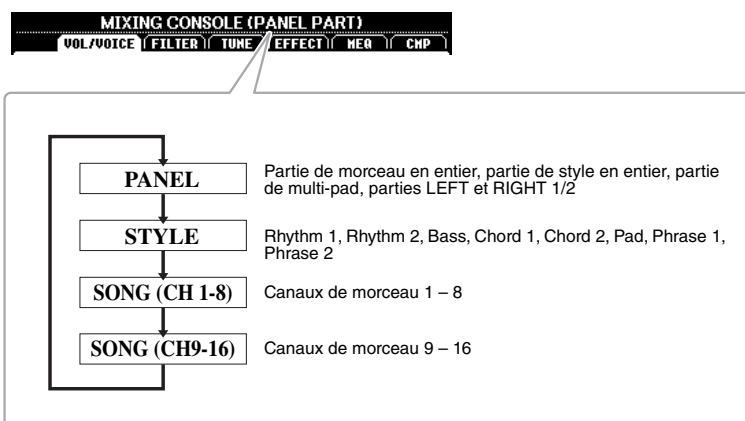 MIXING CONSOLE (PANEL PART)
VOL/VOICE FILTER TUNE EFFECT MEQ CMP
PANEL
Partie de morceau en entier, partie de style en entier, partie
de multi-pad, parties LEFT et RIGHT 1/2
STYLE
Rhythm 1, Rhythm 2, Bass, Chord 1, Chord 2, Pad, Phrase 1,
Phrase 2
SONG (CH 1-8)
Canaux de morceau 1 – 8
SONG (CH9-16)
Canaux de morceau 9 – 16